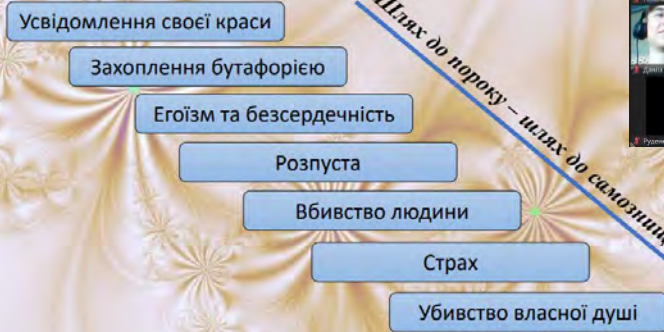 Усвідомлення своєї краси
Захоплення бутафорією
Егоїзм та безсердечність
Розпуста
Вбивство людини
Страх
Убивство власної душі
Шлях до пороку – шлях до